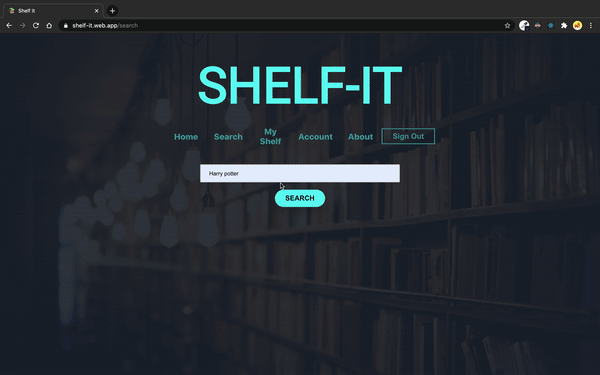 Shelf it
shelf-it.web.app/search
SHELF-IT
Home
Search
My
Shelf
Account
About
Sign Out
Harry potter
SEARCH